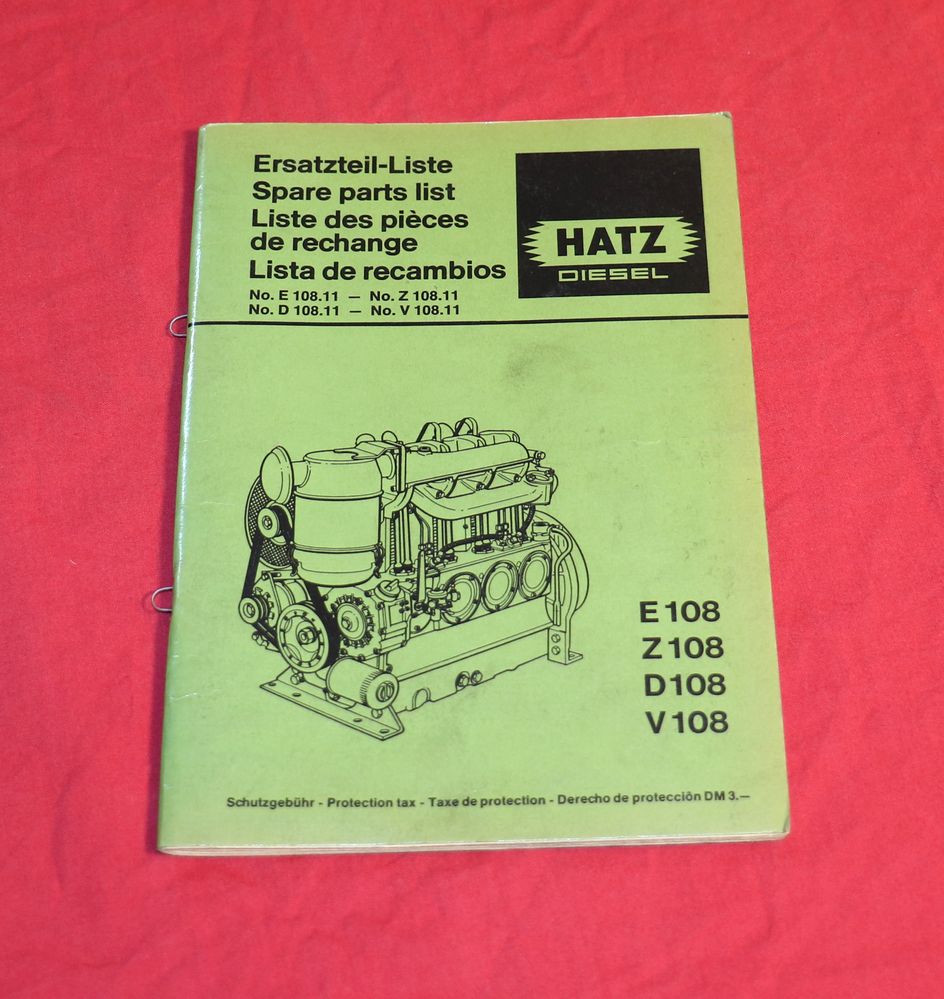 Ersatzteil-Liste
Spare parts list
Liste des pièces
de rechange
Lista de recambios
No. E 108.11 — No. Z 108.11
No. D 108.11 — No. V 108.11
HATZ
DIESEL
E 108
Z 108
D 108
V 108
Schutzgebühr - Protection tax - Taxe de protection - Derecho de protecciôn DM 3.—